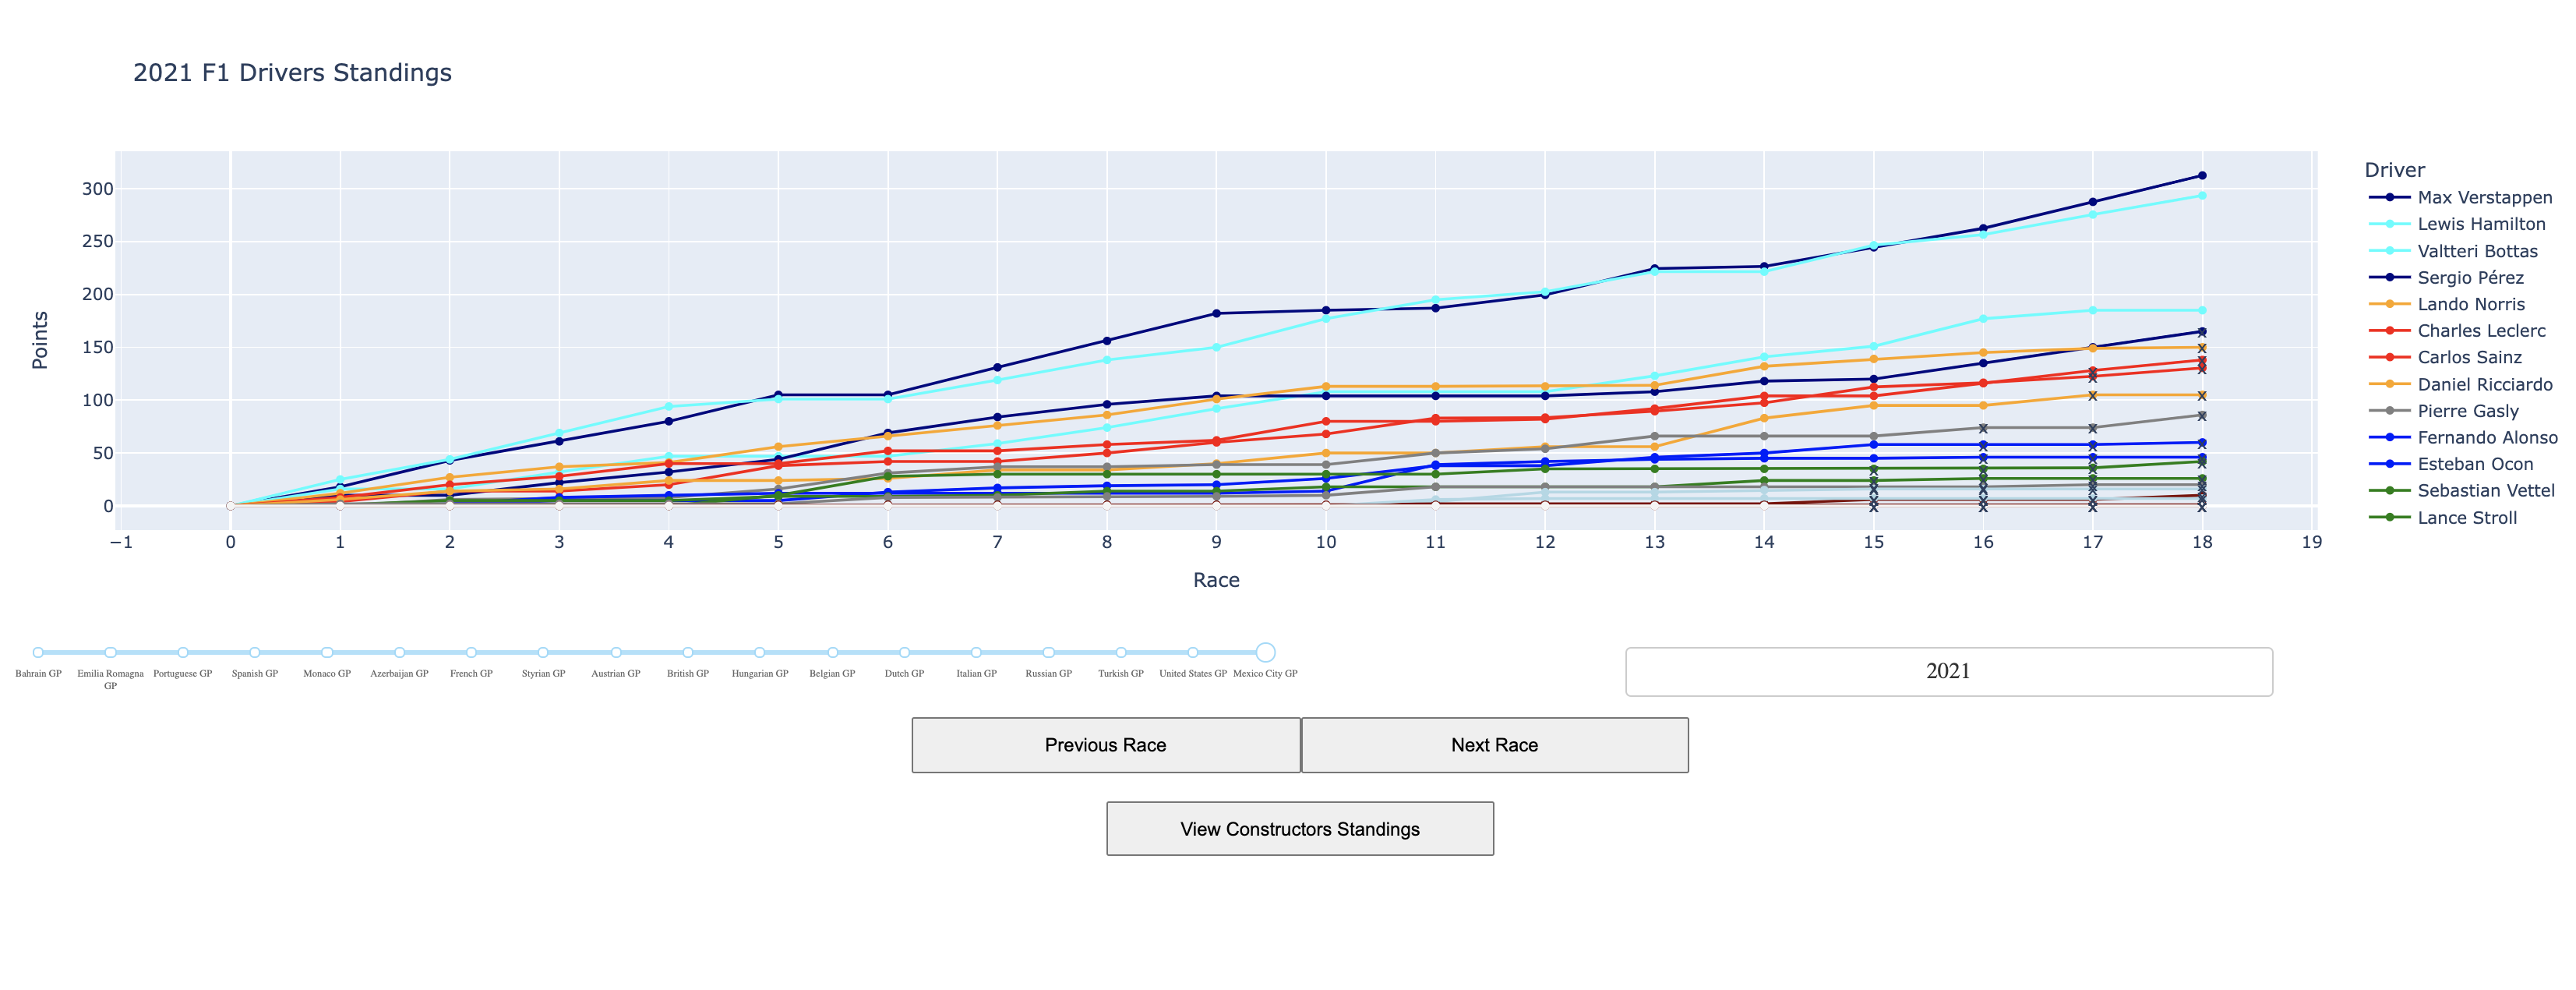 2021 F1 Drivers Standings
Points
300
250
200
150
100
50
0
−1 0 1 2 3 4 5 6 7 8 9 10 11 12 13 14 15 16 17 18 19
Race
Driver
Max Verstappen
Lewis Hamilton
Valtteri Bottas
Sergio Pérez
Lando Norris
Charles Leclerc
Carlos Sainz
Daniel Ricciardo
Pierre Gasly
Fernando Alonso
Esteban Ocon
Sebastian Vettel
Lance Stroll
Bahrain GP Emilia Romagna Portuguese GP Spanish GP Monaco GP Azerbaijan GP French GP Styrian GP Austrian GP British GP Hungarian GP Belgian GP Dutch GP Italian GP Russian GP Turkish GP United States GP Mexico City GP
GP
2021
Previous Race Next Race
View Constructors Standings